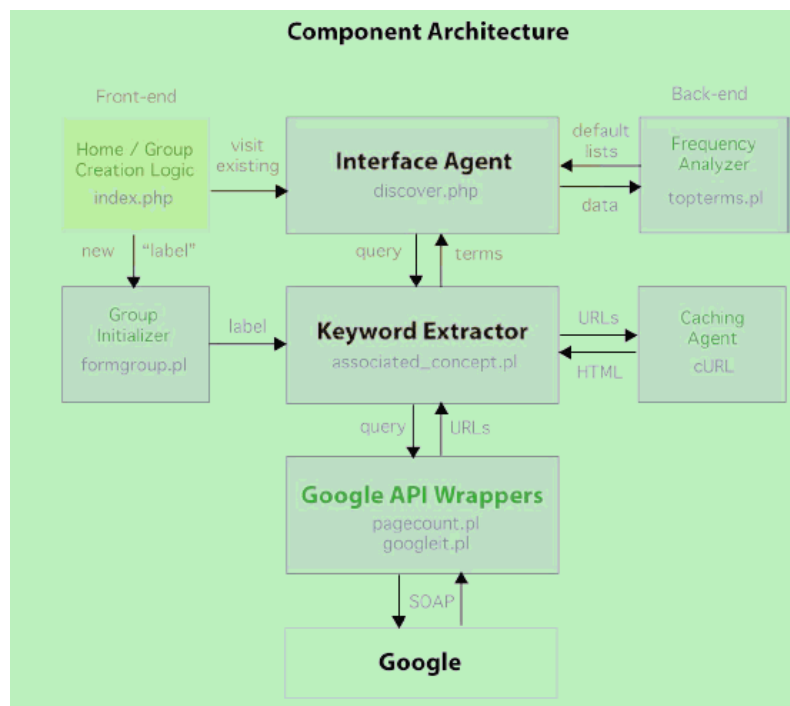 Component Architecture
Front-end
Back-end
Home / Group
Creation Logic
index.php
visit
existing
Interface Agent
discover.php
default
lists
data
Frequency
Analyzer
topterms.pl
new
“label”
query
terms
Group
Initializer
formgroup.pl
label
Keyword Extractor
associated_concept.pl
URLs
HTML
Caching
Agent
cURL
query
URLs
Google API Wrappers
pagecount.pl
googleit.pl
SOAP
Google